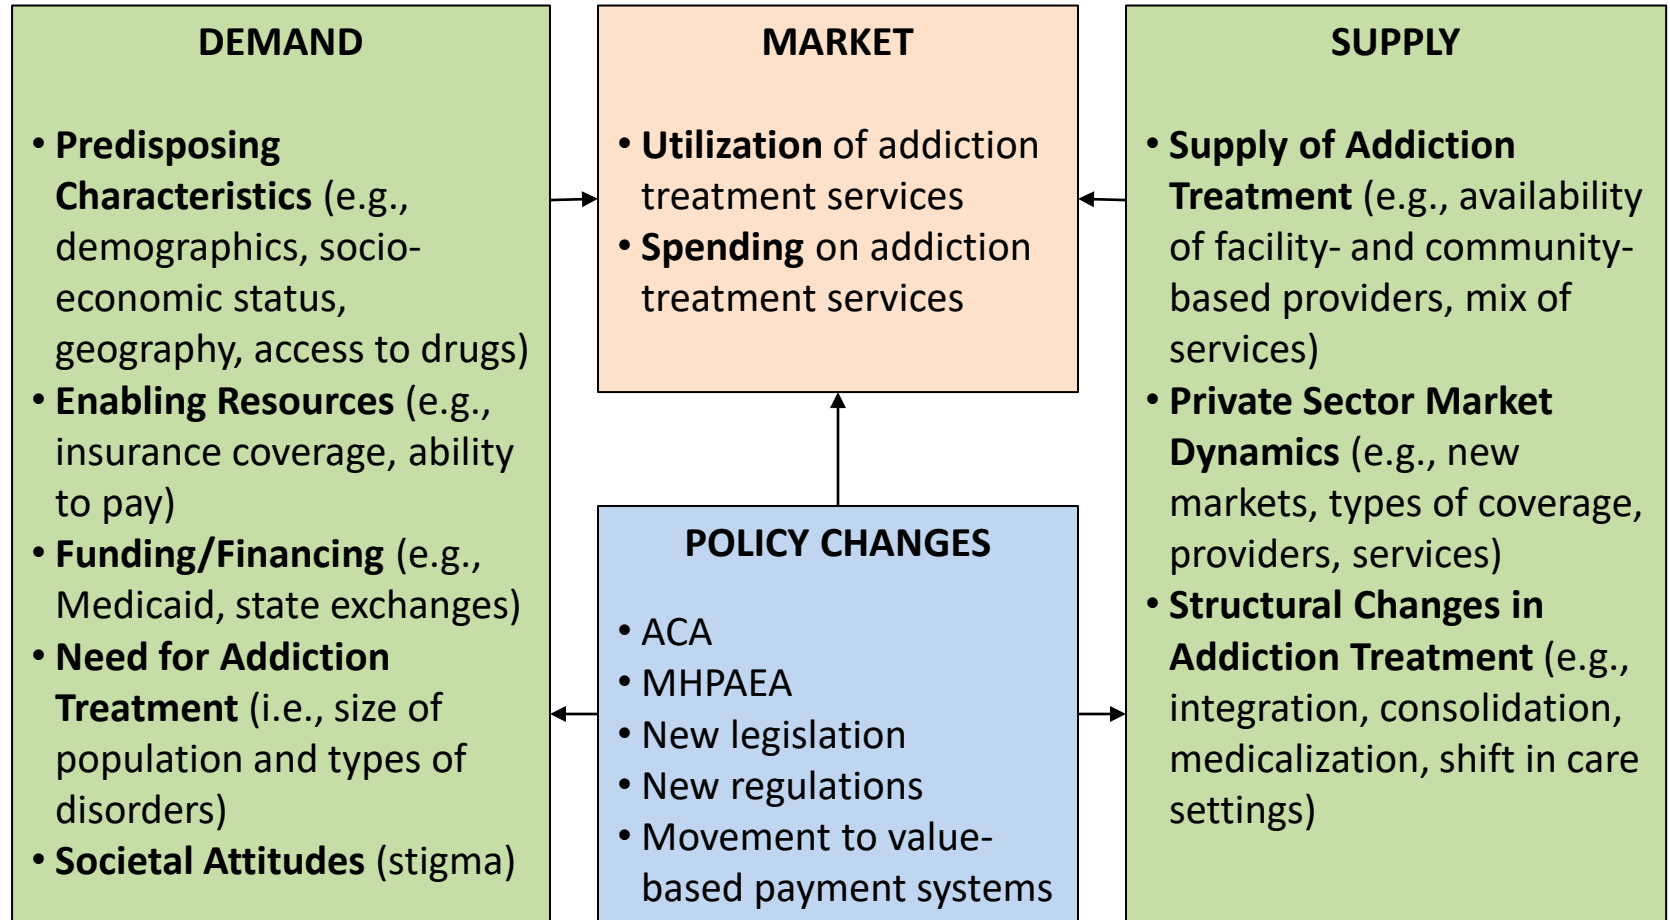 DEMAND
• Predisposing
Characteristics (e.g.,
demographics, socio-
economic status,
geography, access to drugs)
• Enabling Resources (e.g.,
insurance coverage, ability
to pay)
• Funding/Financing (e.g.,
Medicaid, state exchanges)
• Need for Addiction
Treatment (i.e., size of
population and types of
disorders)
• Societal Attitudes (stigma)
MARKET
• Utilization of addiction
treatment services
• Spending on addiction
treatment services
POLICY CHANGES
• ACA
• MHPAEA
• New legislation
• New regulations
• Movement to value-
based payment systems
SUPPLY
• Supply of Addiction
Treatment (e.g., availability
of facility- and community-
based providers, mix of
services)
• Private Sector Market
Dynamics (e.g., new
markets, types of coverage,
providers, services)
• Structural Changes in
Addiction Treatment (e.g.,
integration, consolidation,
medicalization, shift in care
settings)